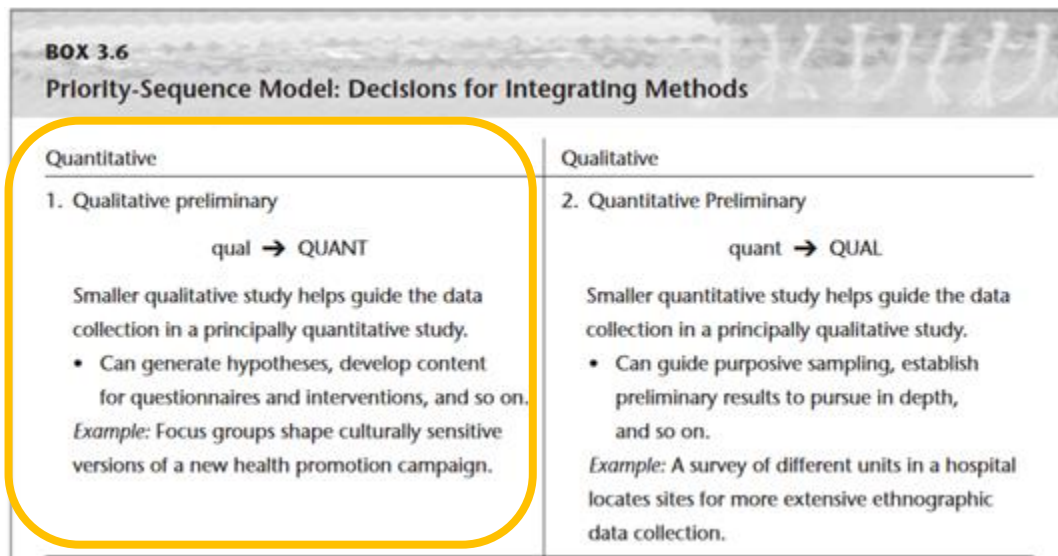 BOX 3.6
Priority-Sequence Model: Decisions for Integrating Methods
Quantitative
1. Qualitative preliminary
qual ➔ QUANT
Smaller qualitative study helps guide the data
collection in a principally quantitative study.
• Can generate hypotheses, develop content
for questionnaires and interventions, and so on.
Example: Focus groups shape culturally sensitive
versions of a new health promotion campaign.
Qualitative
2. Quantitative Preliminary
quant ➔ QUAL
Smaller quantitative study helps guide the data
collection in a principally qualitative study.
• Can guide purposive sampling, establish
preliminary results to pursue in depth,
and so on.
Example: A survey of different units in a hospital
locates sites for more extensive ethnographic
data collection.